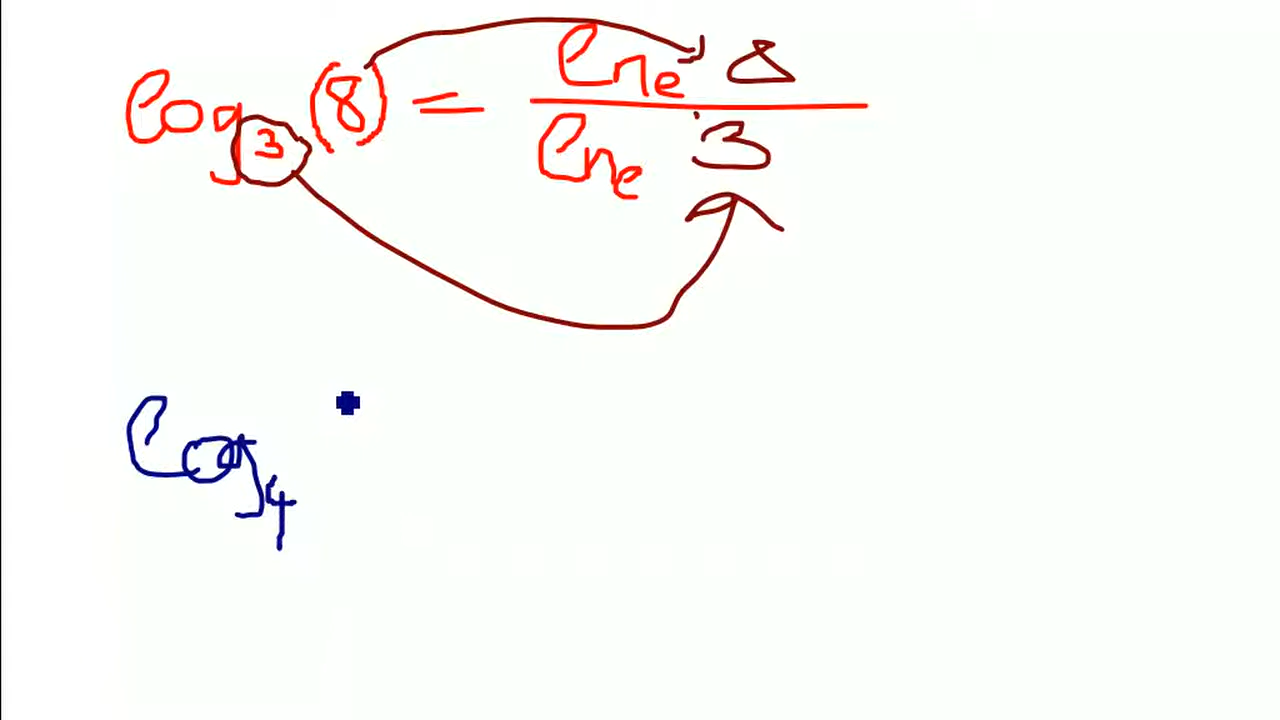 log₃(8) = lnₑ 8 / lnₑ 3
log₄